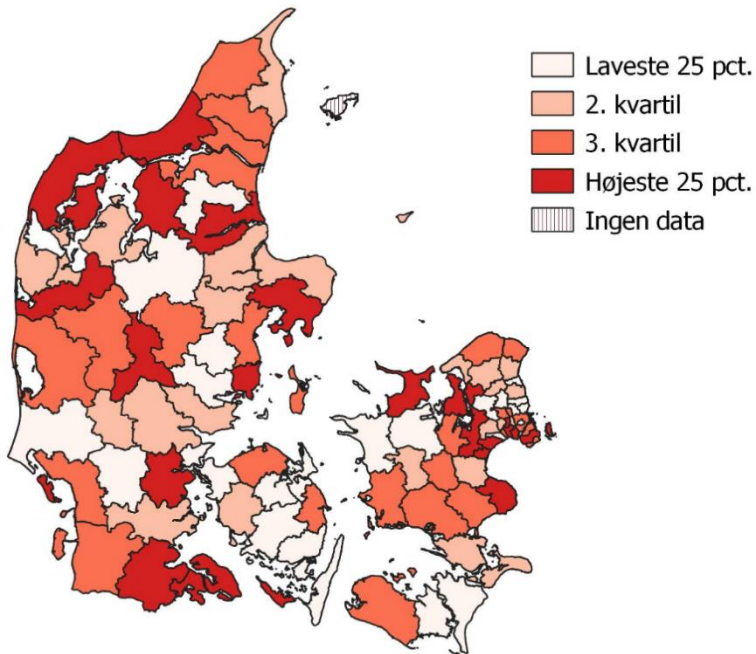 Laveste 25 pct.
2. kvartil
3. kvartil
Højeste 25 pct.
Ingen data